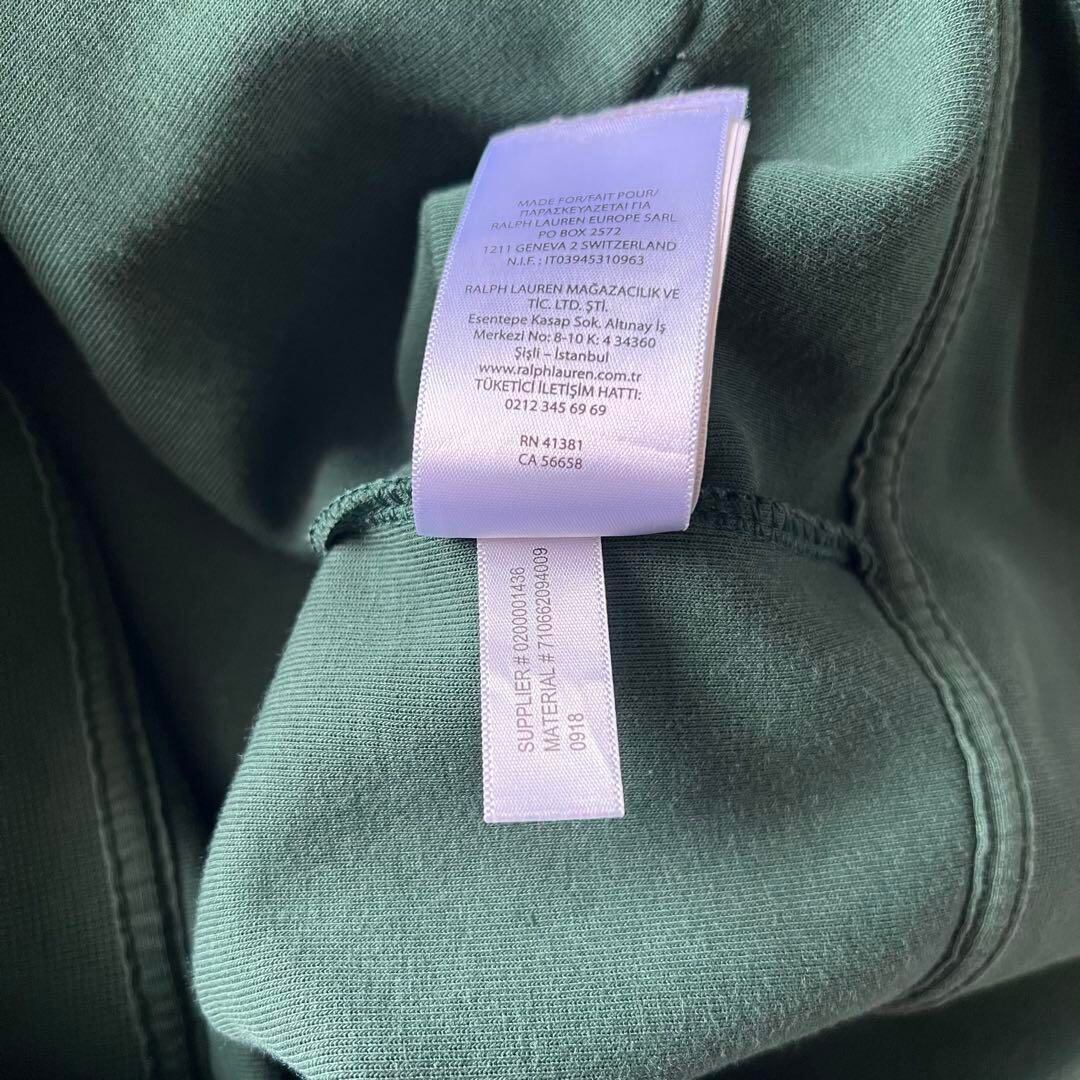 MADE FOR/FAIT POUR/
ΠΑΡΑΣΚΕΥΑΖΕΤΑΙ ΓΙΑ
RALPH LAUREN EUROPE SARL
PO BOX 2572
1211 GENEVA 2 SWITZERLAND
N.I.F. : IT03945310963
RALPH LAUREN MAĞAZACILIK VE
TİC. LTD. ŞTİ.
Esentepe Kasap Sok. Altınay İş
Merkezi No: 8-10 K: 4 34360
Şişli – İstanbul
www.ralphlauren.com.tr
TÜKETİCİ İLETİŞİM HATTI:
0212 345 69 69
RN 41381
CA 56658
SUPPLIER # 0200001436
MATERIAL # 710662094009
0918